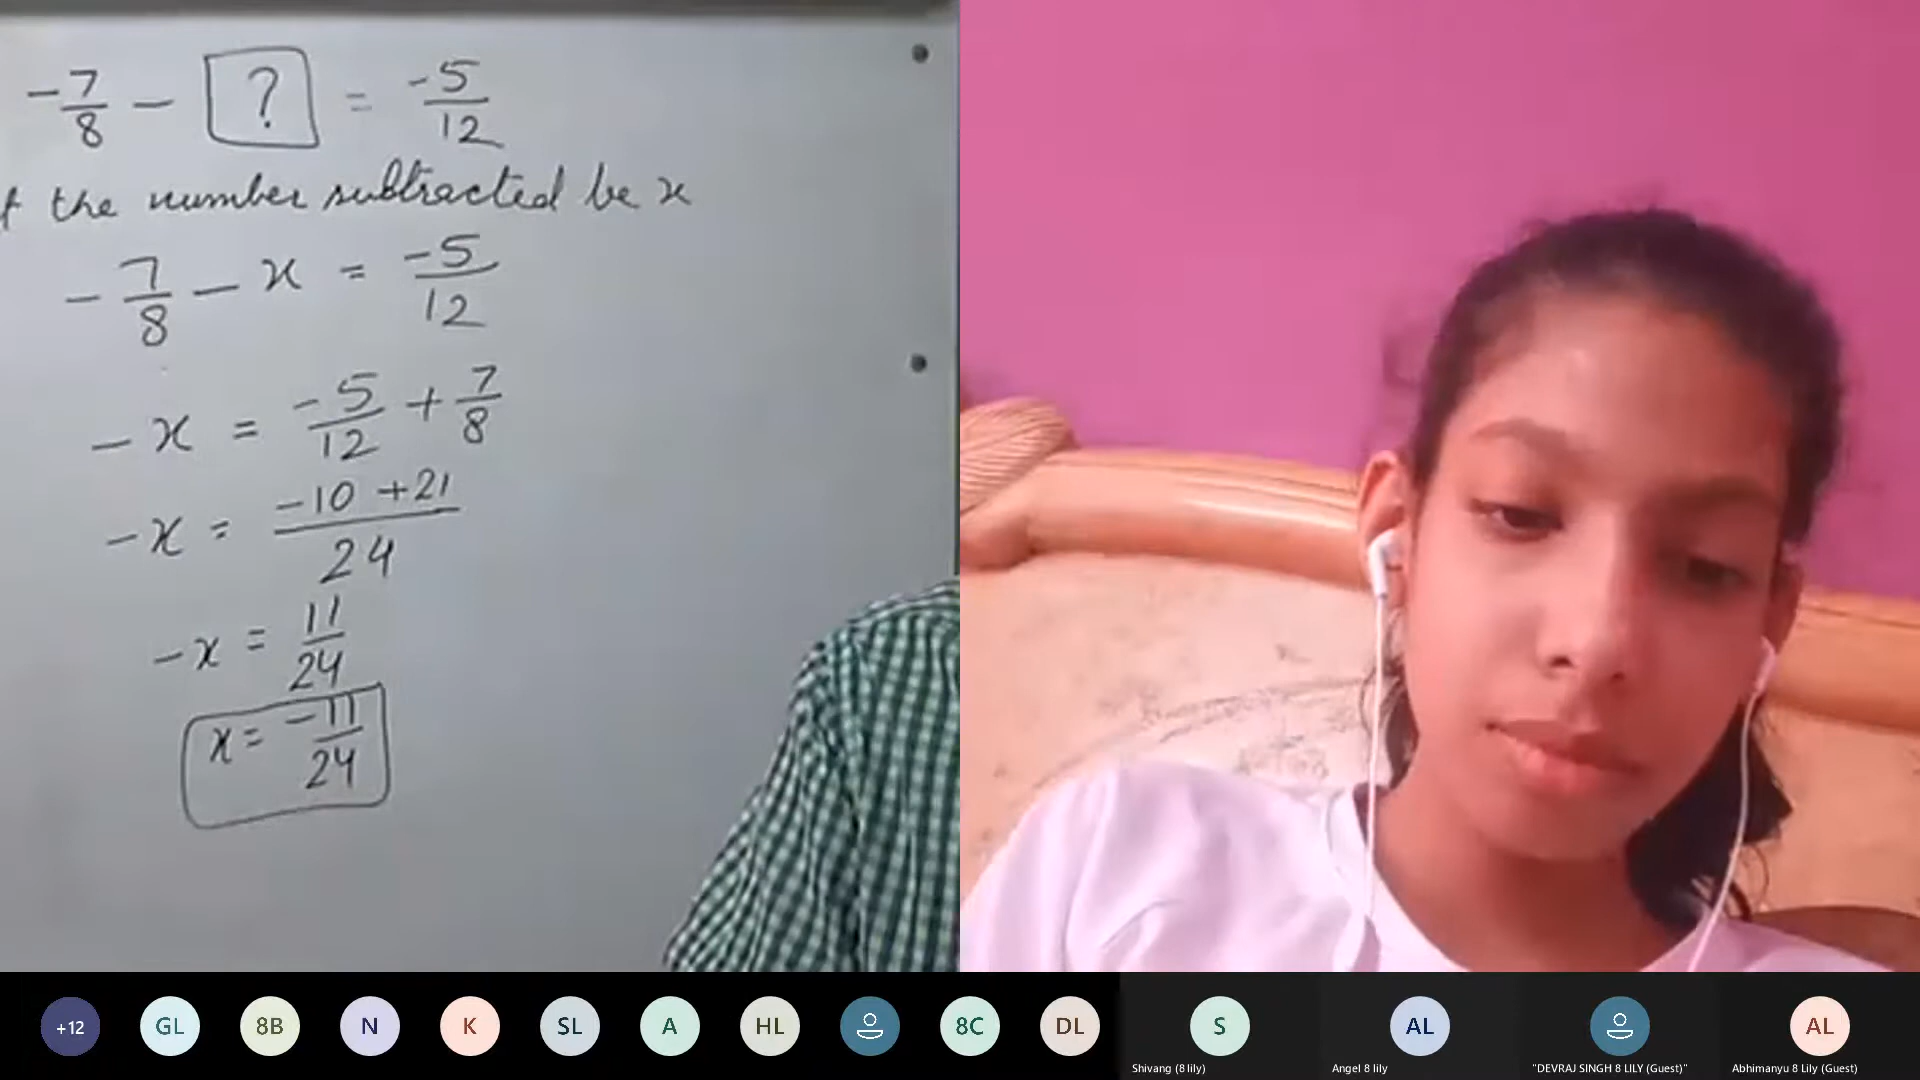 -7/8 - ? = -5/12
the number subtracted be x
-7/8 - x = -5/12
-x = -5/12 + 7/8
-x = -10 +21/24
-x = 11/24
x = -11/24
+12
GL
8B
N
K
SL
A
HL
8C
DL
S
AL
AL
Shivang (8 lily)
Angel 8 lily
"DEVRAJ SINGH 8 LILY (Guest)"
Abhimanyu 8 Lily (Guest)